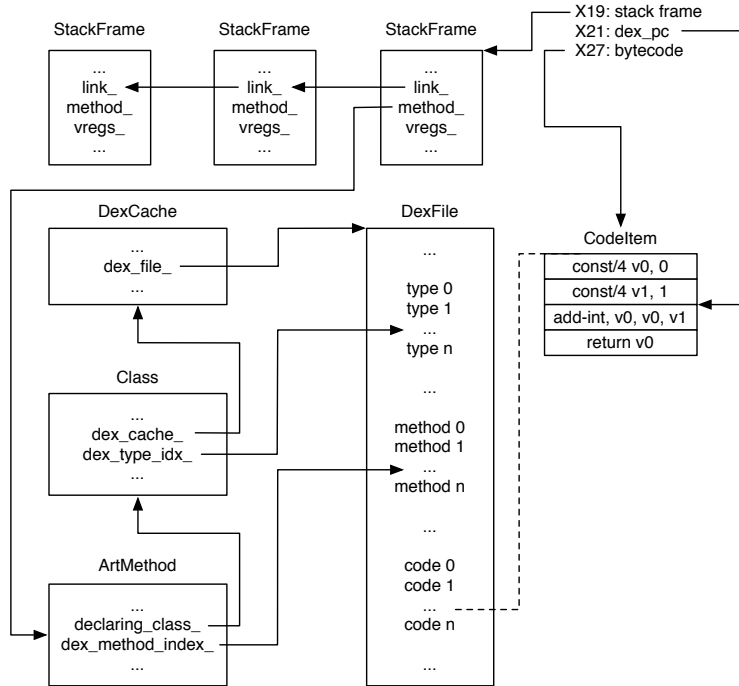 StackFrame
...
link_
method_
vregs_
...
StackFrame
...
link_
method_
vregs_
...
StackFrame
...
link_
method_
vregs_
...
X19: stack frame
X21: dex_pc
X27: bytecode
DexCache
...
dex_file_
...
Class
...
dex_cache_
dex_type_idx_
...
ArtMethod
...
declaring_class_
dex_method_index_
...
DexFile
...
type 0
type 1
...
type n
...
method 0
method 1
...
method n
...
code 0
code 1
...
code n
...
CodeItem
const/4 v0, 0
const/4 v1, 1
add-int, v0, v0, v1
return v0